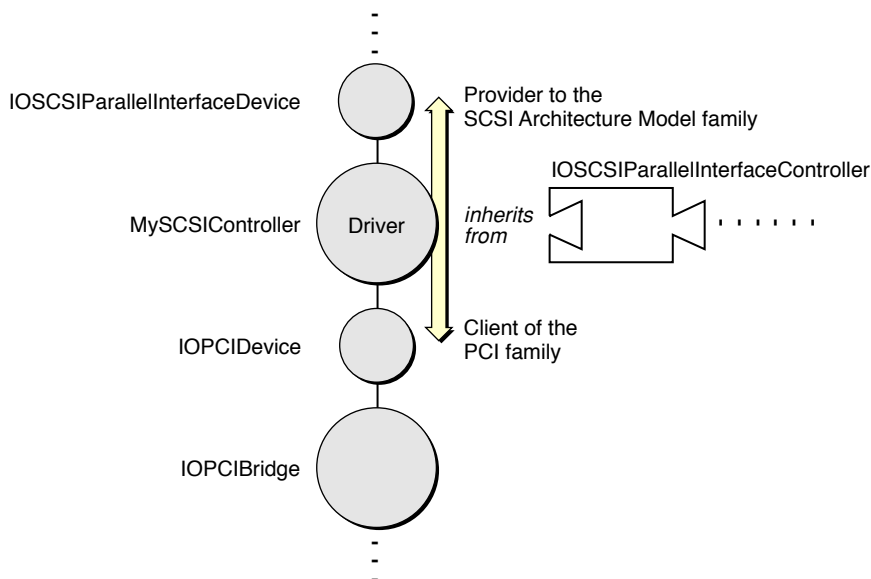 IOSCSIParallelInterfaceDevice
Provider to the
SCSI Architecture Model family
IOSCSIParallelInterfaceController
MySCSIController
Driver
inherits
from
Client of the
PCI family
IOPCIDevice
IOPCIBridge